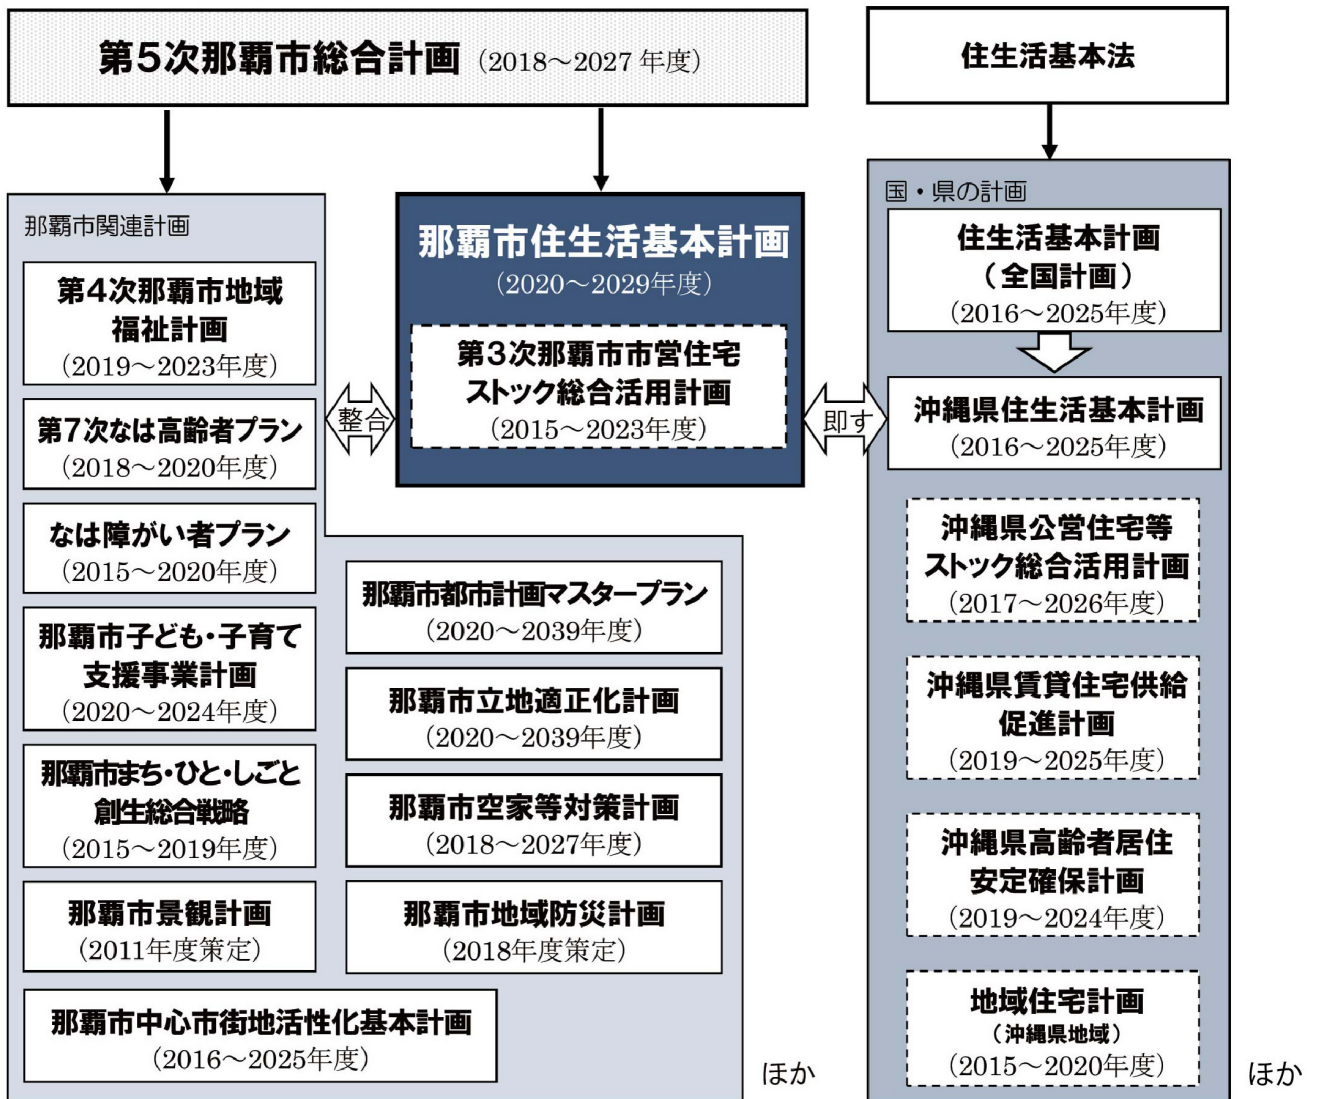 第5次那覇市総合計画（2018～2027 年度）
住生活基本法
那覇市関連計画
第4次那覇市地域
福祉計画
（2019～2023年度）
第7次なは高齢者プラン
（2018～2020年度）
なは障がい者プラン
（2015～2020年度）
那覇市子ども・子育て
支援事業計画
（2020～2024年度）
那覇市まち・ひと・しごと
創生総合戦略
（2015～2019年度）
那覇市景観計画
（2011年度策定）
那覇市都市計画マスタープラン
（2020～2039年度）
那覇市立地適正化計画
（2020～2039年度）
那覇市空家等対策計画
（2018～2027年度）
那覇市地域防災計画
（2018年度策定）
那覇市中心市街地活性化基本計画
（2016～2025年度）
ほか
整合
那覇市住生活基本計画
（2020～2029年度）
第3次那覇市市営住宅
ストック総合活用計画
（2015～2023年度）
即す
国・県の計画
住生活基本計画
（全国計画）
（2016～2025年度）
沖縄県住生活基本計画
（2016～2025年度）
沖縄県公営住宅等
ストック総合活用計画
（2017～2026年度）
沖縄県賃貸住宅供給
促進計画
（2019～2025年度）
沖縄県高齢者居住
安定確保計画
（2019～2024年度）
地域住宅計画
（沖縄県地域）
（2015～2020年度）
ほか